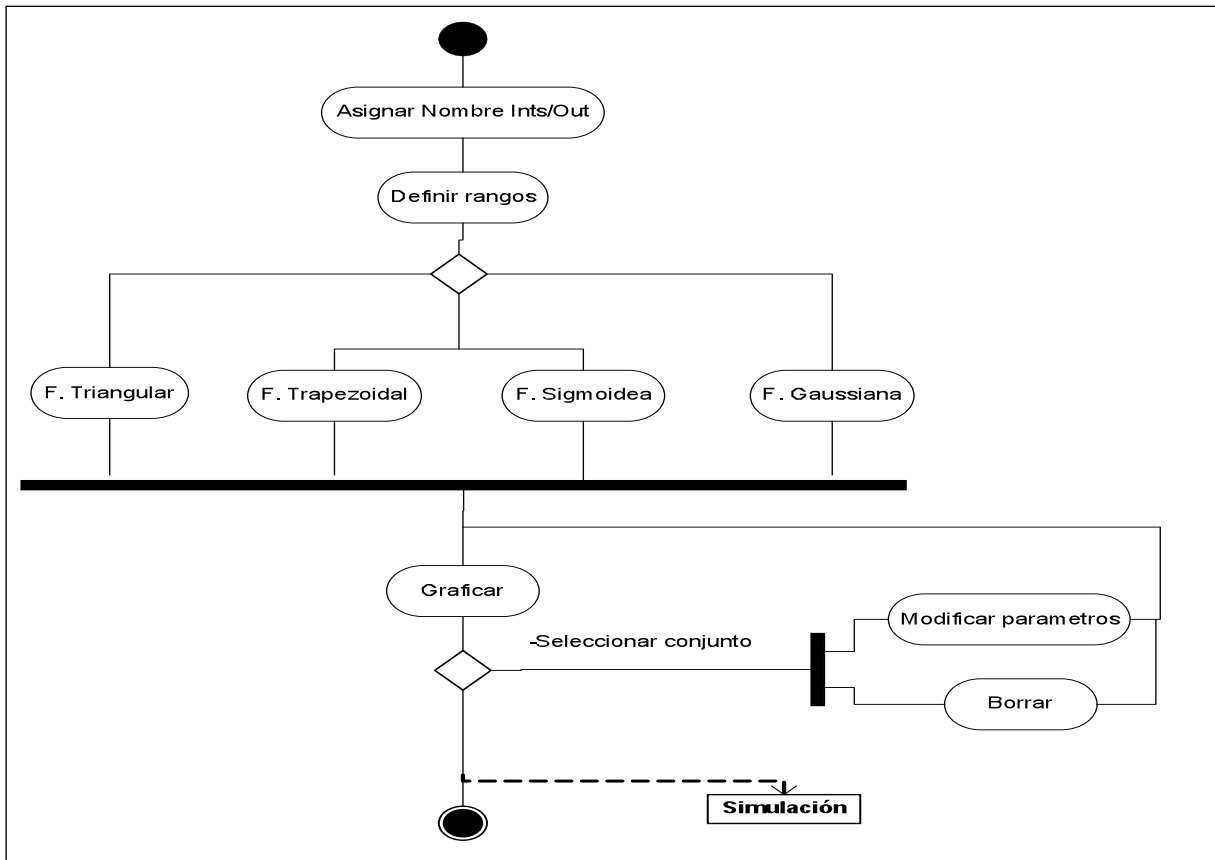 Asignar Nombre Ints/Out
Definir rangos
F. Triangular
F. Trapezoidal
F. Sigmoidea
F. Gaussiana
Graficar
-Seleccionar conjunto
Modificar parametros
Borrar
Simulación